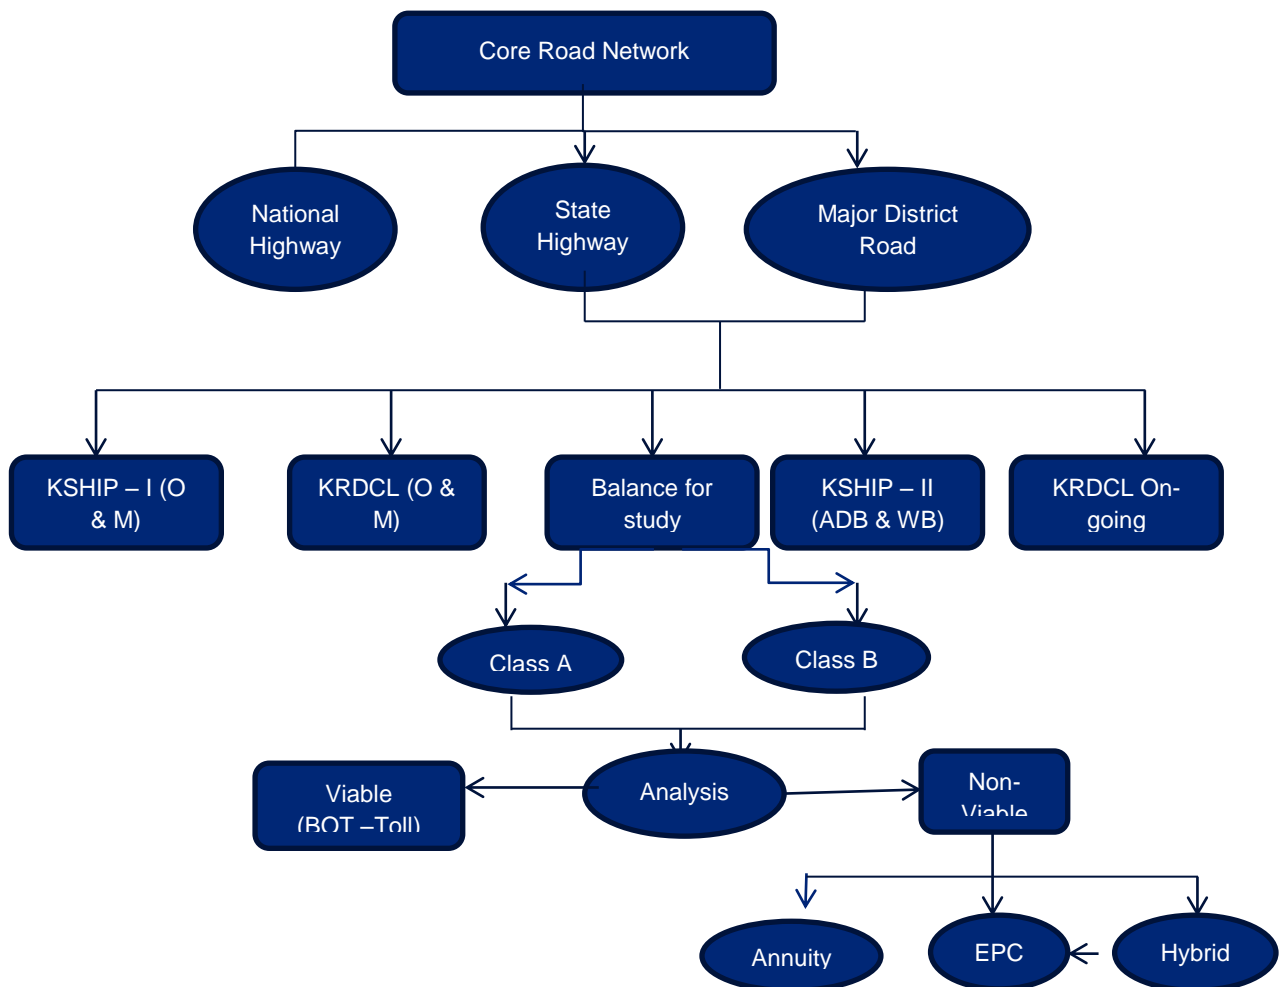 Core Road Network
National
Highway
State
Highway
Major District
Road
KSHIP – I (O
& M)
KRDCL (O &
M)
Balance for
study
KSHIP – II
(ADB & WB)
KRDCL On-
going
Class A
Class B
Viable
(BOT –Toll)
Analysis
Non-
Viable
Annuity
EPC
Hybrid